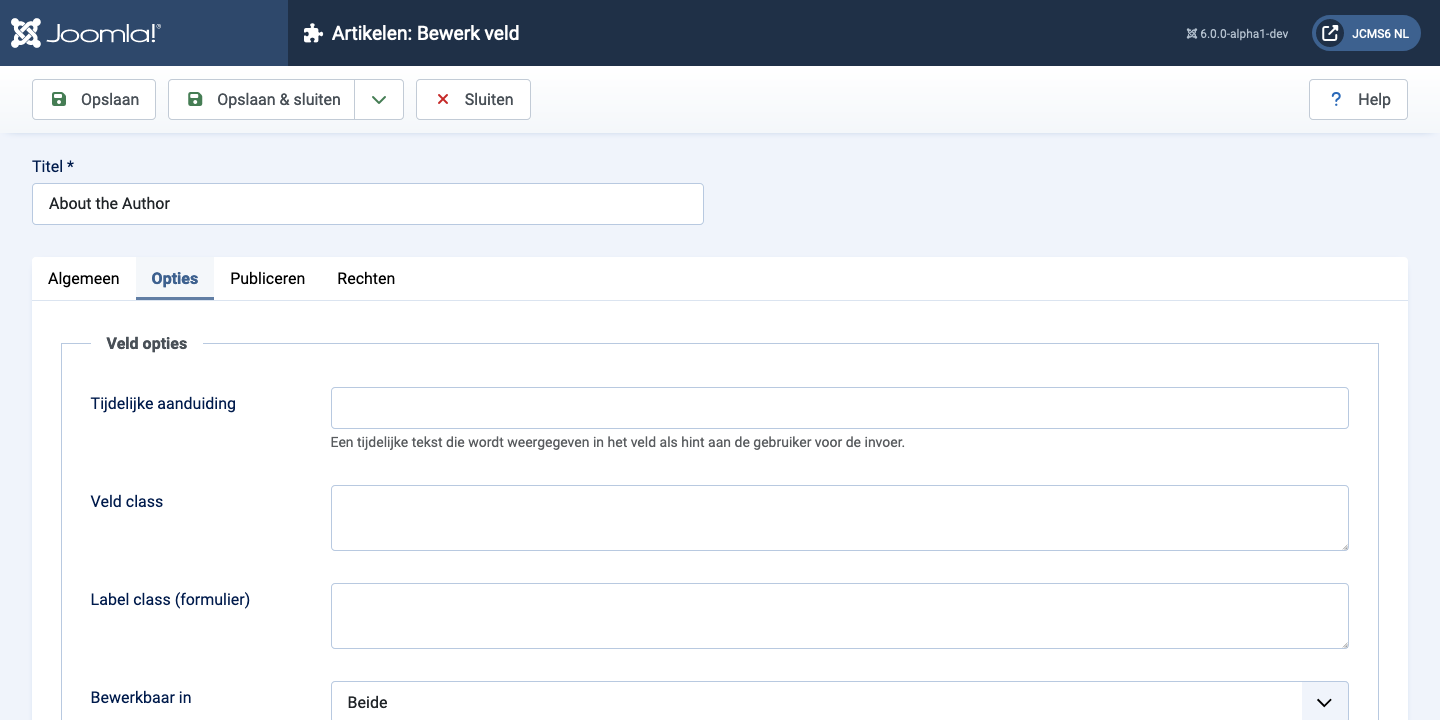 Joomla!®
Artikelen: Bewerk veld
6.0.0-alpha1-dev
JCMS6 NL
Opslaan
Opslaan & sluiten
Sluiten
? Help
Titel *
About the Author
Algemeen
Opties
Publiceren
Rechten
Veld opties
Tijdelijke aanduiding
Een tijdelijke tekst die wordt weergegeven in het veld als hint aan de gebruiker voor de invoer.
Veld class
Label class (formulier)
Bewerkbaar in
Beide